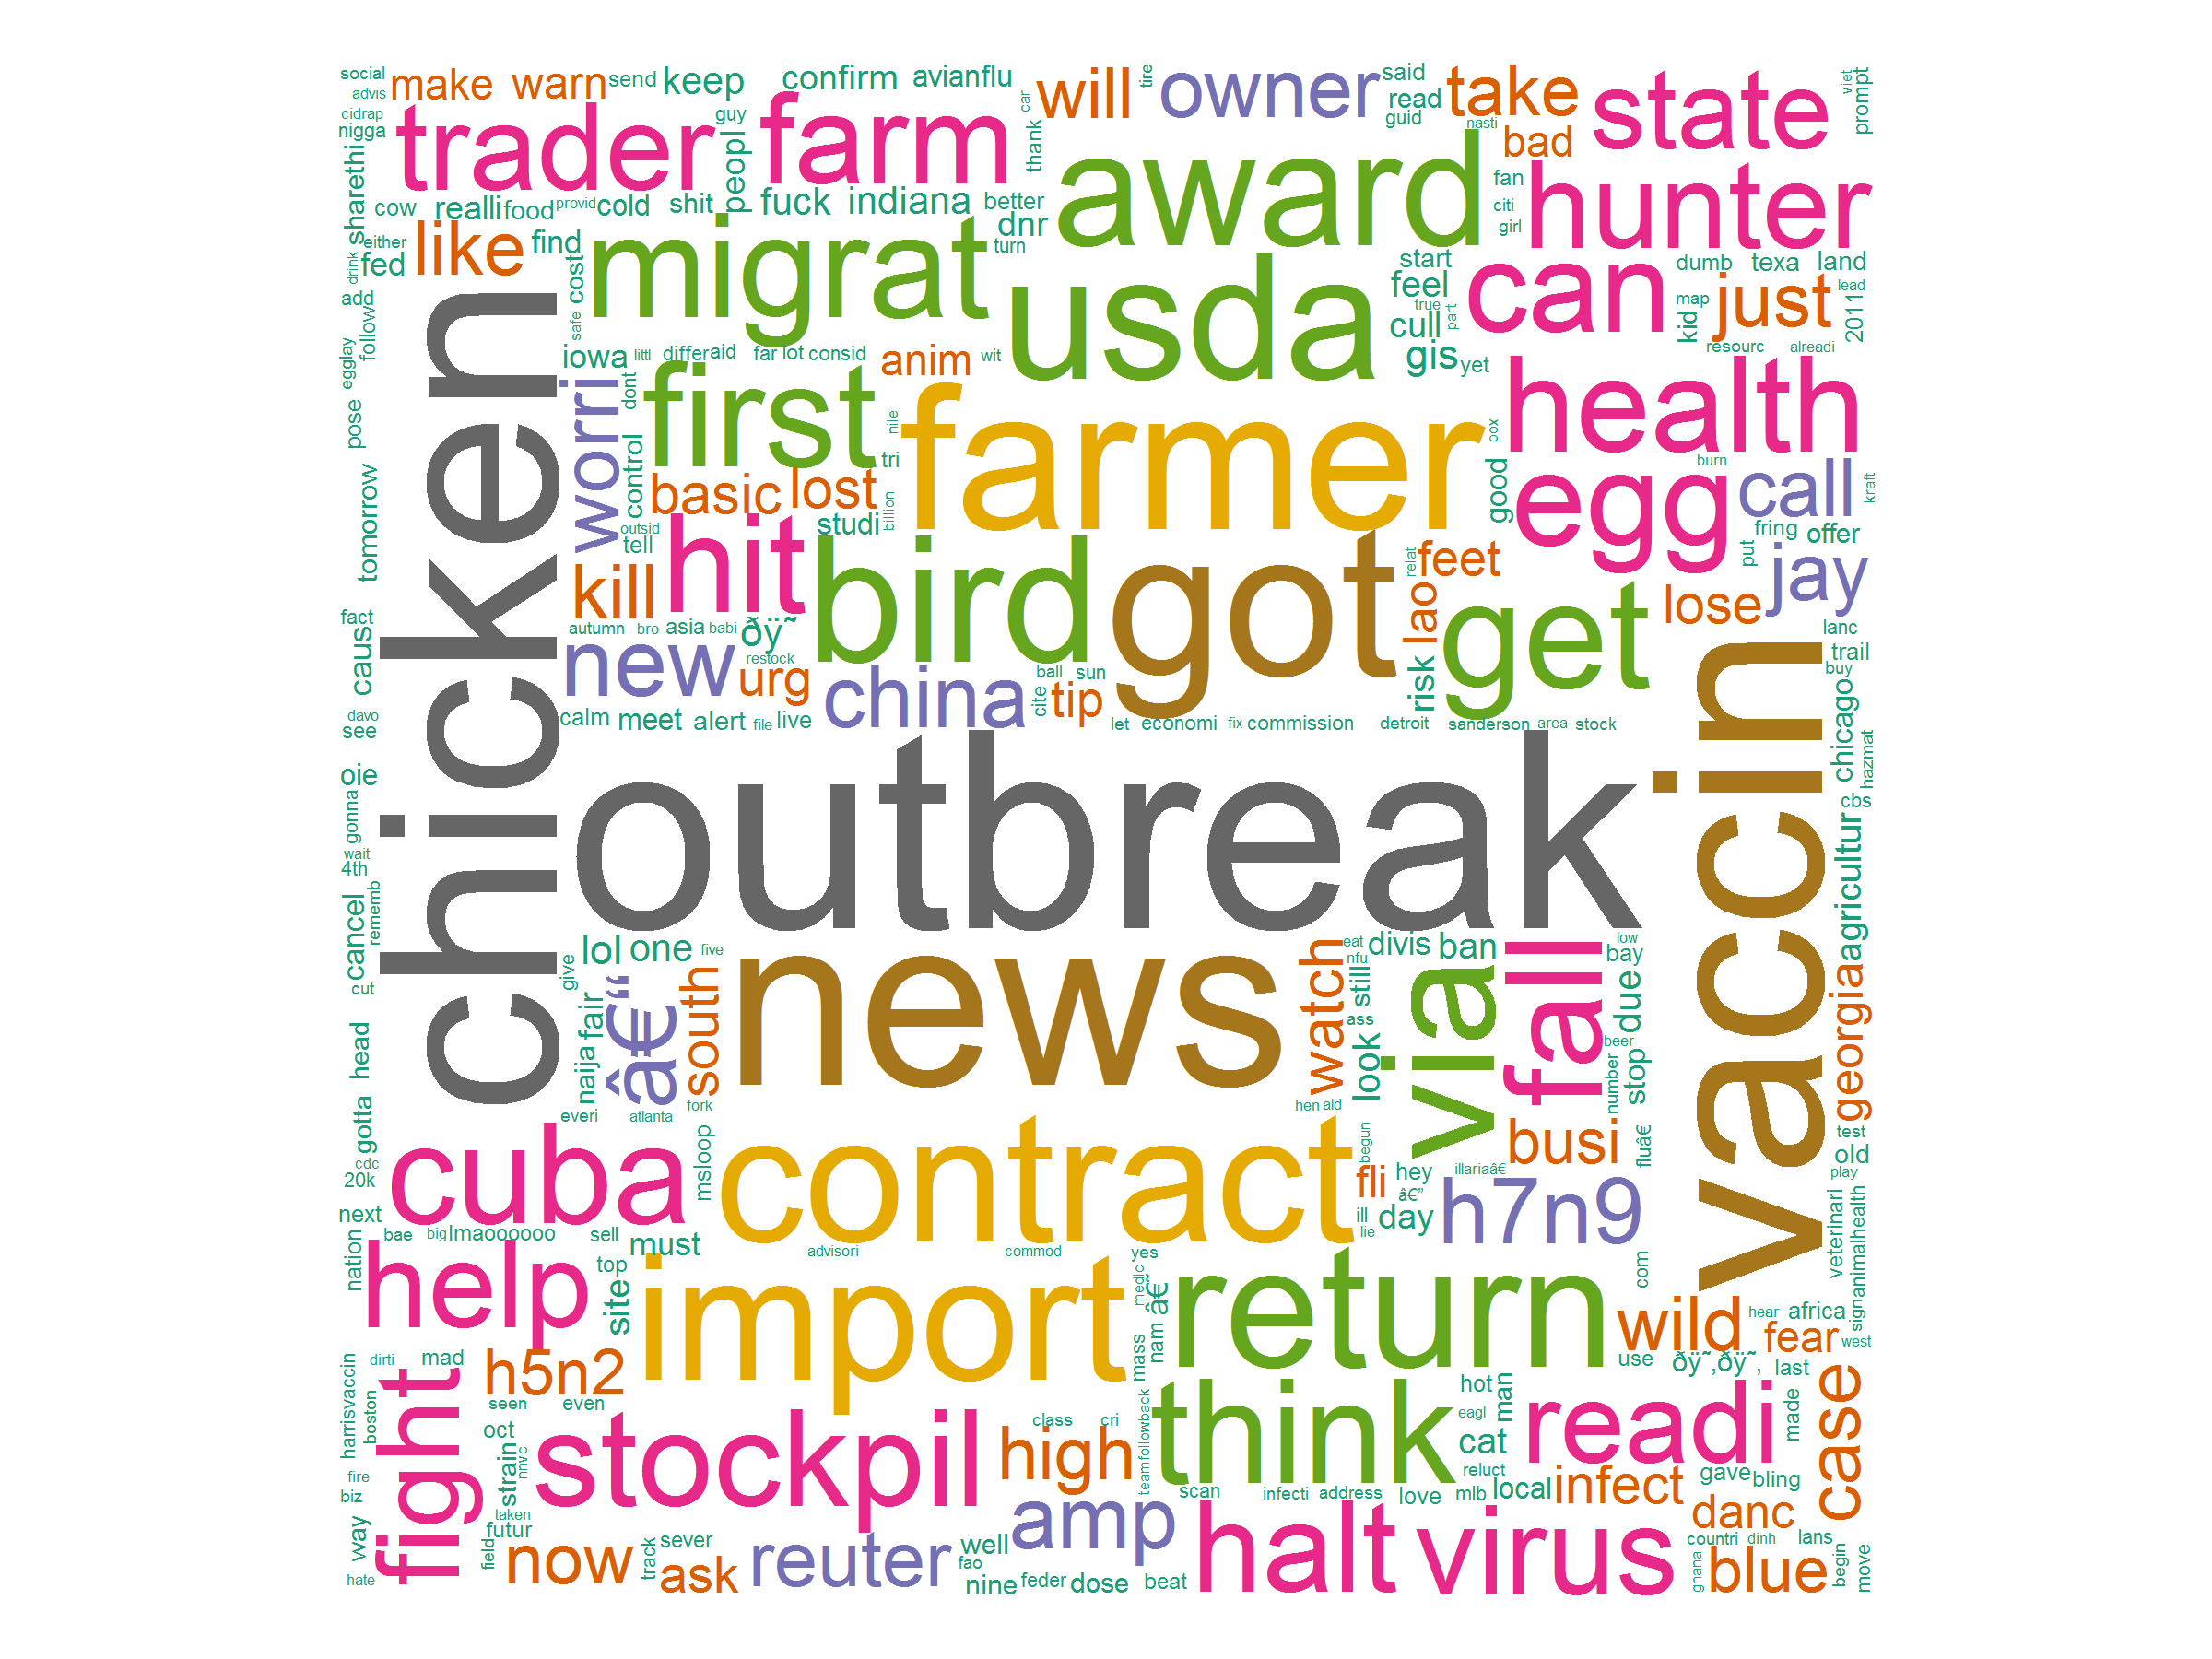 social
make
warn
send
keep
confirm
avianflu
will
tire
owner
said
take
state
viet
prompt
advis
cidrap
nigga
trader
guy
farm
car
thank
read
guid
nasti
bad
sharethi
peopl
award
hunter
cow
realli
food
provid
cold
shit
fuck
indiana
better
dnr
turn
fan
citi
girl
either
drink
fed
like
find
migrat
usda
start
feel
can
dumb
texa
land
add
followd
safe
cost
true
cull
part
map
kid
just
lead
2011
egglay
pose
iowa
littl
differ
aid
far
lot
consid
anim
wit
gis
yet
resourc
alreadi
chicken
worri
dont
first
nile
farmer
pox
health
tomorrow
control
tri
burn
basic
lost
good
egg
call
kraft
outsid
tell
studi
billion
put
fring
offer
kill
hit
bird
got
relat
feet
get
lose
jay
fact
caus
autumn
bro
asia
babi
ðÿ˜
lao
lanc
new
restock
urg
china
ball
sun
cite
tip
risk
trail
buy
davo
see
calm
meet
alert
file
live
let
economi
fix
commission
detroit
sanderson
area
stock
chicago
hazmat
oie
gonna
wait
4th
outbreak
vaccin
cbs
agricultur
cancel
rememb
cut
lol
one
five
give
news
eat
nfu
divis
ban
low
bay
fall
still
watch
via
due
georgia
head
naija
fair
â€“
south
ass
look
beer
number
stop
gotta
everi
atlanta
fork
hen
ald
test
cdc
20k
cuba
msloop
contract
begun
fli
hey
â€”
illariaâ€
busi
fluâ€
old
play
next
bae
big
lmaoooooo
sell
must
advisori
commod
ill
lie
day
h7n9
veterinari
animalhealth
sign
nation
help
top
site
import
yes
medic
â€
nam
mass
return
com
wild
hear
africa
fear
west
harrisvaccin
boston
dirti
mad
h5n2
use
ðÿ˜‚ðÿ˜‚
last
fight
seen
even
oct
nnvc
strain
stockpil
class
cri
high
teamfollowback
think
hot
man
eagl
cat
reluct
readi
made
case
fire
biz
way
hate
taken
futur
field
now
track
sever
ask
reuter
well
fao
nine
amp
feder
dose
beat
scan
infecti
address
love
mlb
local
infect
gave
bling
danc
halt
virus
countri
dinh
lans
ghana
blue
begin
move